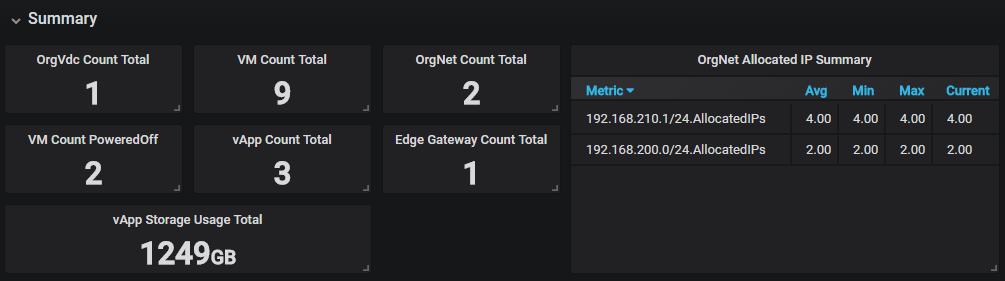 Summary
OrgVdc Count Total
1
VM Count Total
9
OrgNet Count Total
2
VM Count PoweredOff
2
vApp Count Total
3
Edge Gateway Count Total
1
vApp Storage Usage Total
1249GB
OrgNet Allocated IP Summary
Metric Avg Min Max Current
192.168.210.1/24.AllocatedIPs 4.00 4.00 4.00 4.00
192.168.200.0/24.AllocatedIPs 2.00 2.00 2.00 2.00